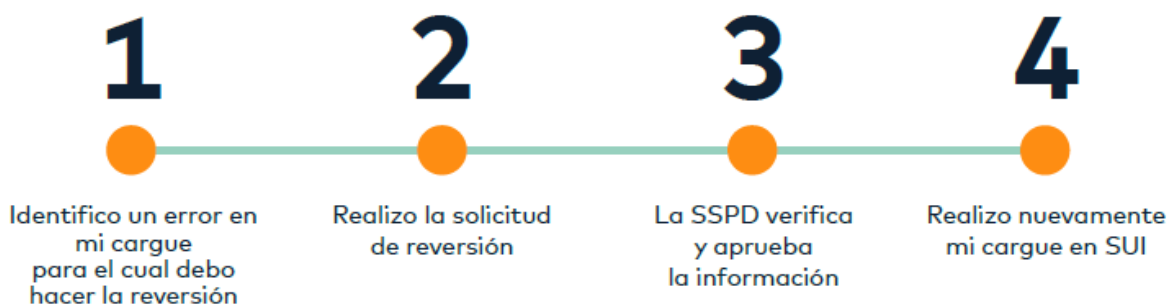 1
Identifico un error en
mi cargue
para el cual debo
hacer la reversión
2
Realizo la solicitud
de reversión
3
La SSPD verifica
y aprueba
la información
4
Realizo nuevamente
mi cargue en SUI